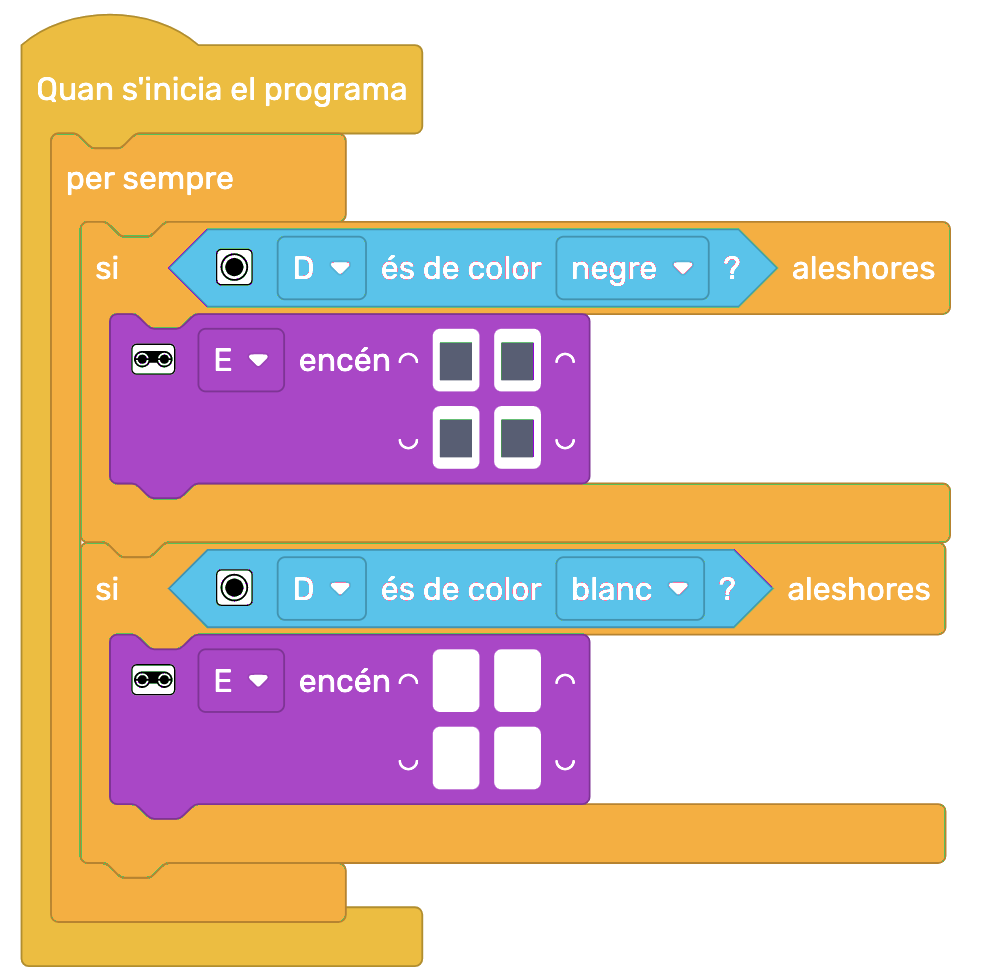 Quan s'inicia el programa
per sempre
si D és de color negre ? aleshores
E encén
si D és de color blanc ? aleshores
E encén